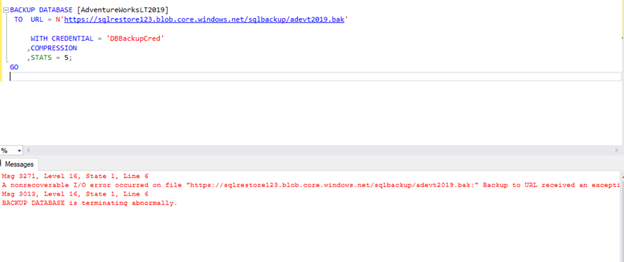 BACKUP DATABASE [AdventureWorksLT2019]
TO URL = N'https://sqlrestore123.blob.core.windows.net/sqlbackup/adevt2019.bak'
WITH CREDENTIAL = 'DBBackupCred'
,COMPRESSION
,STATS = 5;
GO
%
Messages
Msg 3271, Level 16, State 1, Line 6
A nonrecoverable I/O error occurred on file "https://sqlrestore123.blob.core.windows.net/sqlbackup/adevt2019.bak:" Backup to URL received an excepti
Msg 3013, Level 16, State 1, Line 6
BACKUP DATABASE is terminating abnormally.